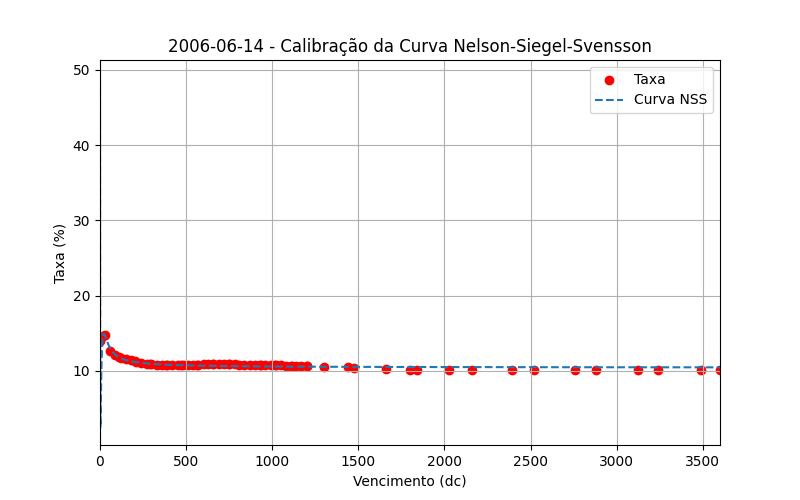 2006-06-14 - Calibração da Curva Nelson-Siegel-Svensson
Taxa (%)
50
40
30
20
10
Taxa
Curva NSS
0 500 1000 1500 2000 2500 3000 3500
Vencimento (dc)